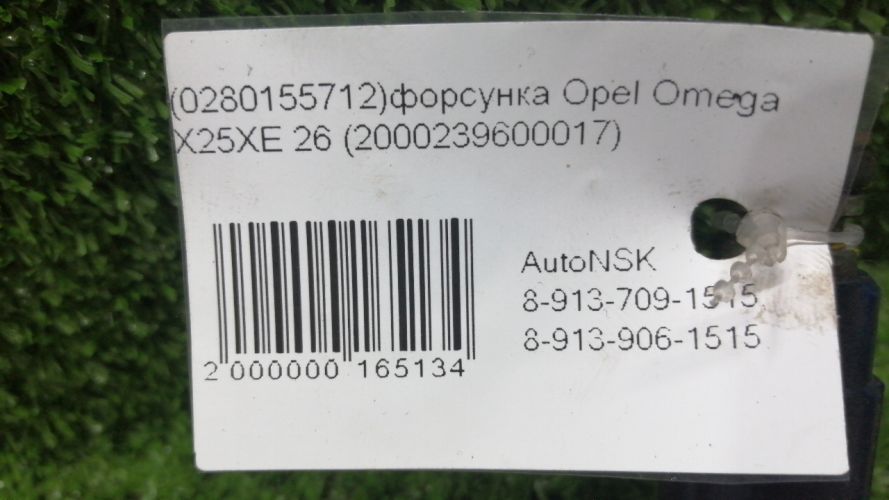 (0280155712)форсунка Opel Omega
X25XE 26 (2000239600017)
AutoNSK
8-913-709-1515
8-913-906-1515
2 000000 165134